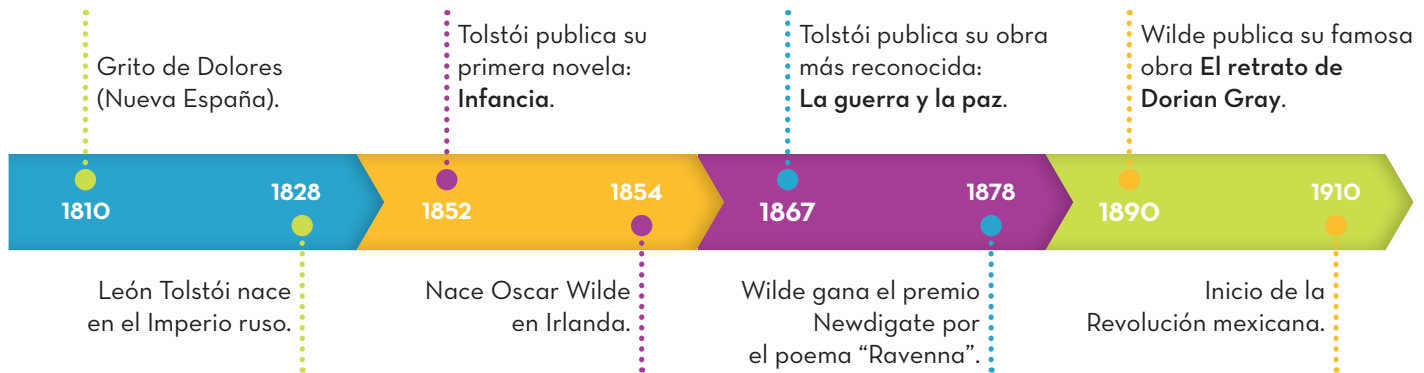 Grito de Dolores
(Nueva España).
Tolstói publica su
primera novela:
Infancia.
Tolstói publica su obra
más reconocida:
La guerra y la paz.
Wilde publica su famosa
obra El retrato de
Dorian Gray.
1810
1828
1852
1854
1867
1878
1890
1910
León Tolstói nace
en el Imperio ruso.
Nace Oscar Wilde
en Irlanda.
Wilde gana el premio
Newdigate por
el poema “Ravenna”.
Inicio de la
Revolución mexicana.